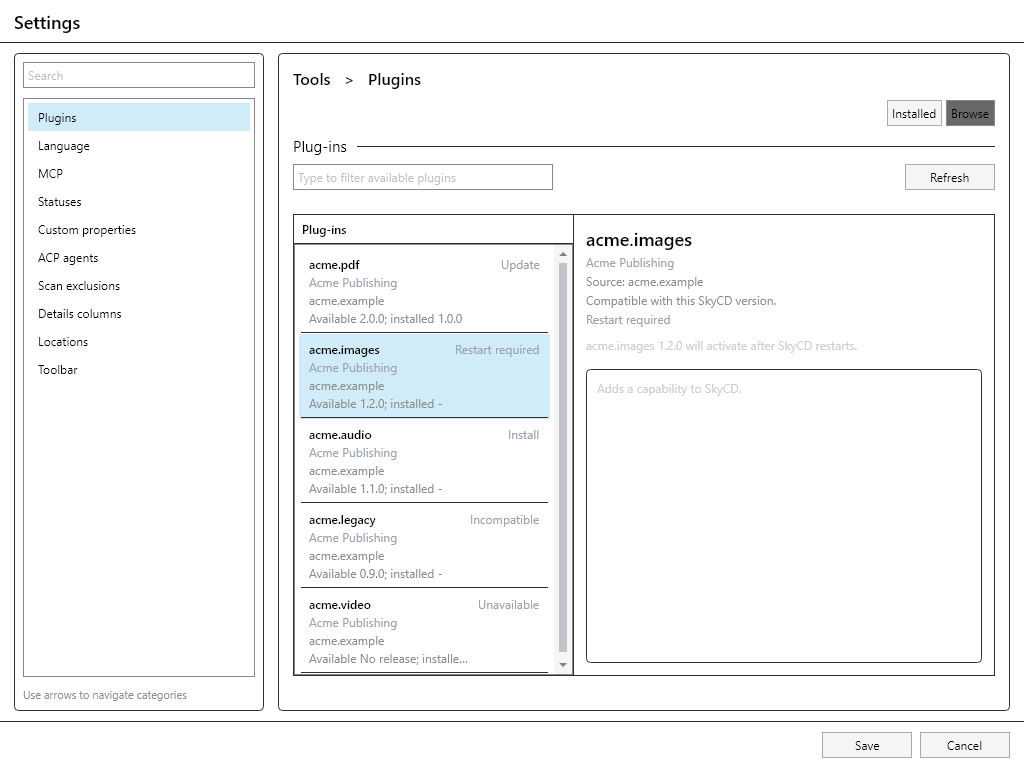 Settings
Search
Plugins
Language
MCP
Statuses
Custom properties
ACP agents
Scan exclusions
Details columns
Locations
Toolbar
Use arrows to navigate categories
Tools > Plugins
Installed Browse
Plug-ins
Type to filter available plugins
Refresh
Plug-ins
acme.pdf Update
Acme Publishing
acme.example
Available 2.0.0; installed 1.0.0
acme.images Restart required
Acme Publishing
acme.example
Available 1.2.0; installed -
acme.audio Install
Acme Publishing
acme.example
Available 1.1.0; installed -
acme.legacy Incompatible
Acme Publishing
acme.example
Available 0.9.0; installed -
acme.video Unavailable
Acme Publishing
acme.example
Available No release; installe...
acme.images
Acme Publishing
Source: acme.example
Compatible with this SkyCD version.
Restart required
acme.images 1.2.0 will activate after SkyCD restarts.
Adds a capability to SkyCD.
Save Cancel